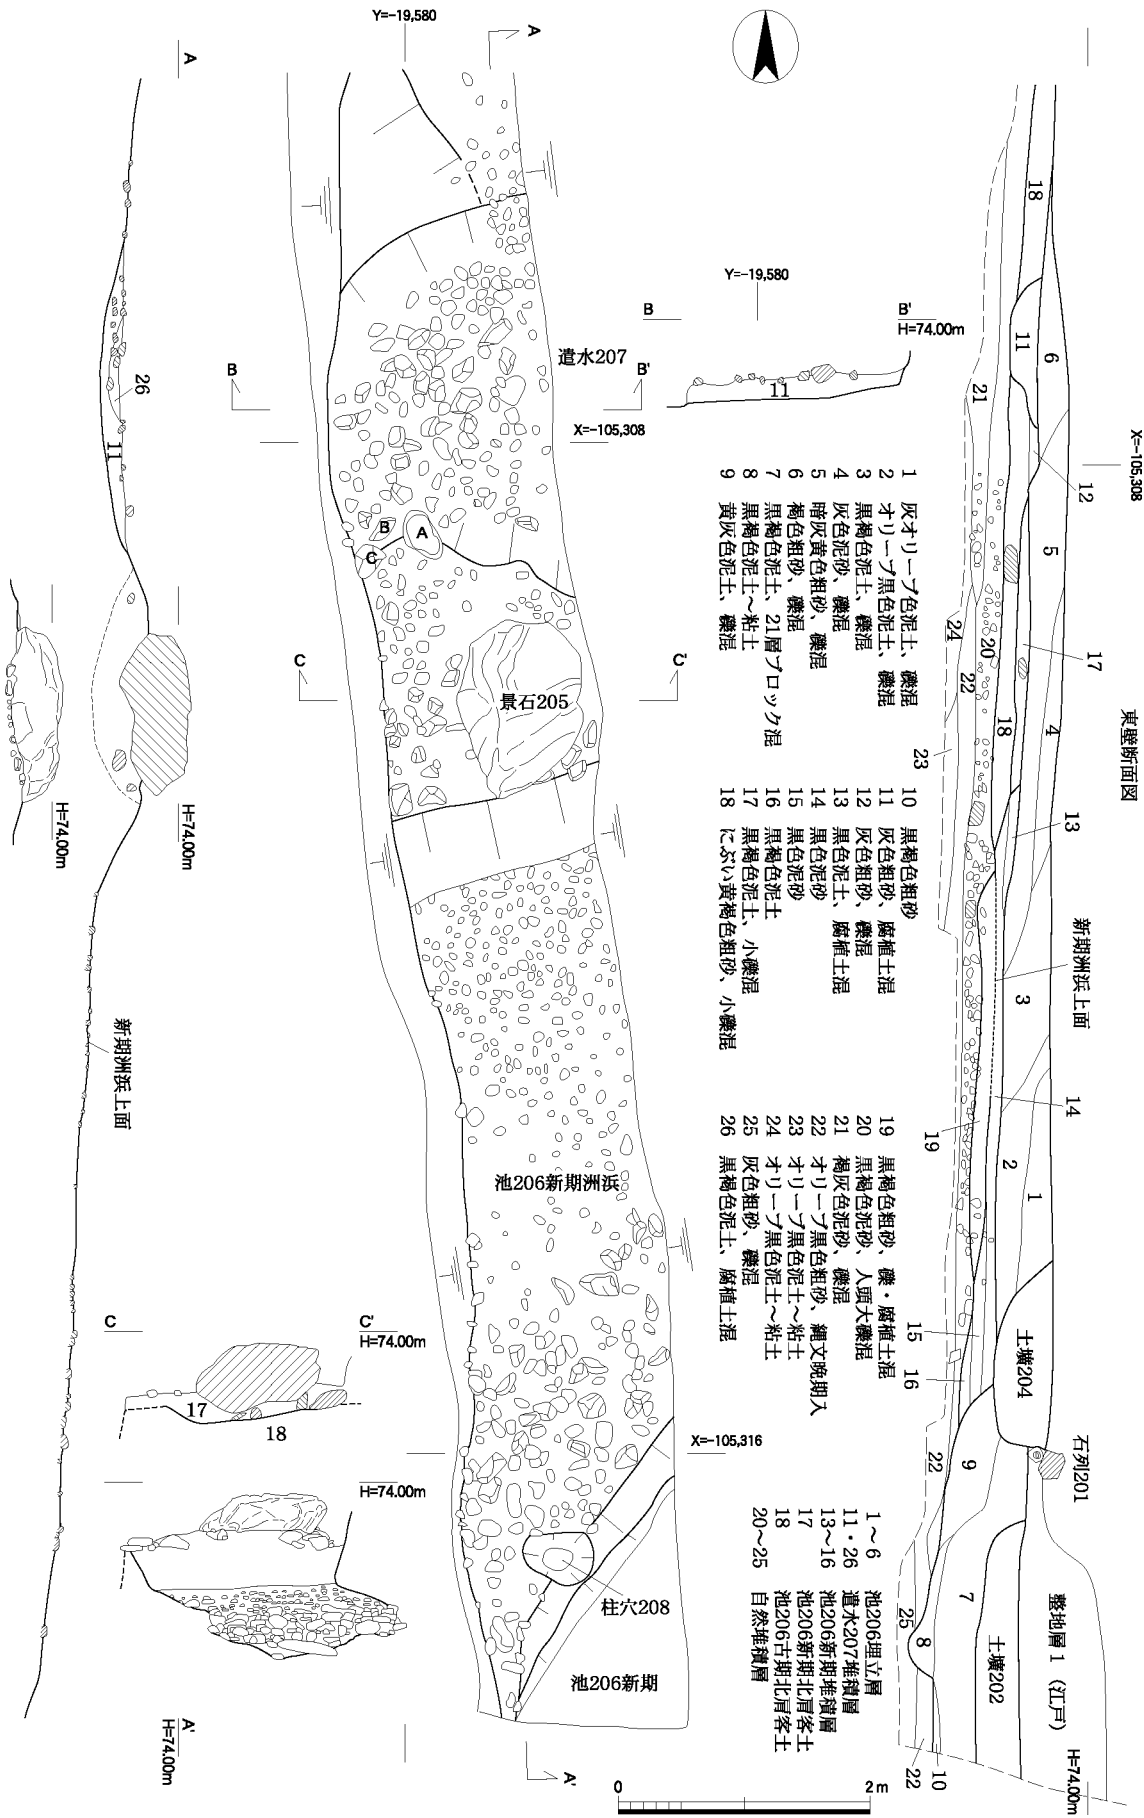 Y=-19,580
A
A
H=74.00m
H=74.00m
26
11
新期洲浜上面
A'
H=74.00m
C
C'
H=74.00m
17
18
H=74.00m
遣水207
B
B'
X=-105,308
A
B
C
C
C'
景石205
池206新期洲浜
X=-105,316
柱穴208
池206新期
A'
0
2 m
Y=-19,580
B
B'
H=74.00m
11
東壁断面図
X=-105,308
18
6
11
21
12
5
17
20
24
22
18
4
23
13
新期洲浜上面
3
14
19
2
1
15
16
土壙204
石列201
22
9
7
25
8
土壙202
整地層1（江戸）
10
22
H=74.00m
1 灰オリーブ色泥土、礫混
2 オリーブ黒色泥土、礫混
3 黒褐色泥土、礫混
4 灰色泥砂、礫混
5 暗灰黄色粗砂、礫混
6 褐色粗砂、礫混
7 黒褐色泥土、21層ブロック混
8 黒褐色泥土～粘土
9 黄灰色泥土、礫混
10 黒褐色粗砂
11 灰色粗砂、腐植土混
12 灰色粗砂、礫混
13 黒色泥土、腐植土混
14 黒色泥砂
15 黒色泥砂
16 黒褐色泥土
17 黒褐色泥土、小礫混
18 にぶい黄褐色粗砂、小礫混
19 黒褐色粗砂、礫・腐植土混
20 黒褐色泥砂、人頭大礫混
21 褐灰色泥砂、礫混
22 オリーブ黒色粗砂、縄文晩期入
23 オリーブ黒色泥土～粘土
24 オリーブ黒色泥土～粘土
25 灰色粗砂、礫混
26 黒褐色泥土、腐植土混
1～6 池206埋立層
11・26 遣水207堆積層
13～16 池206新期堆積層
17 池206新期北肩客土
18 池206古期北肩客土
20～25 自然堆積層